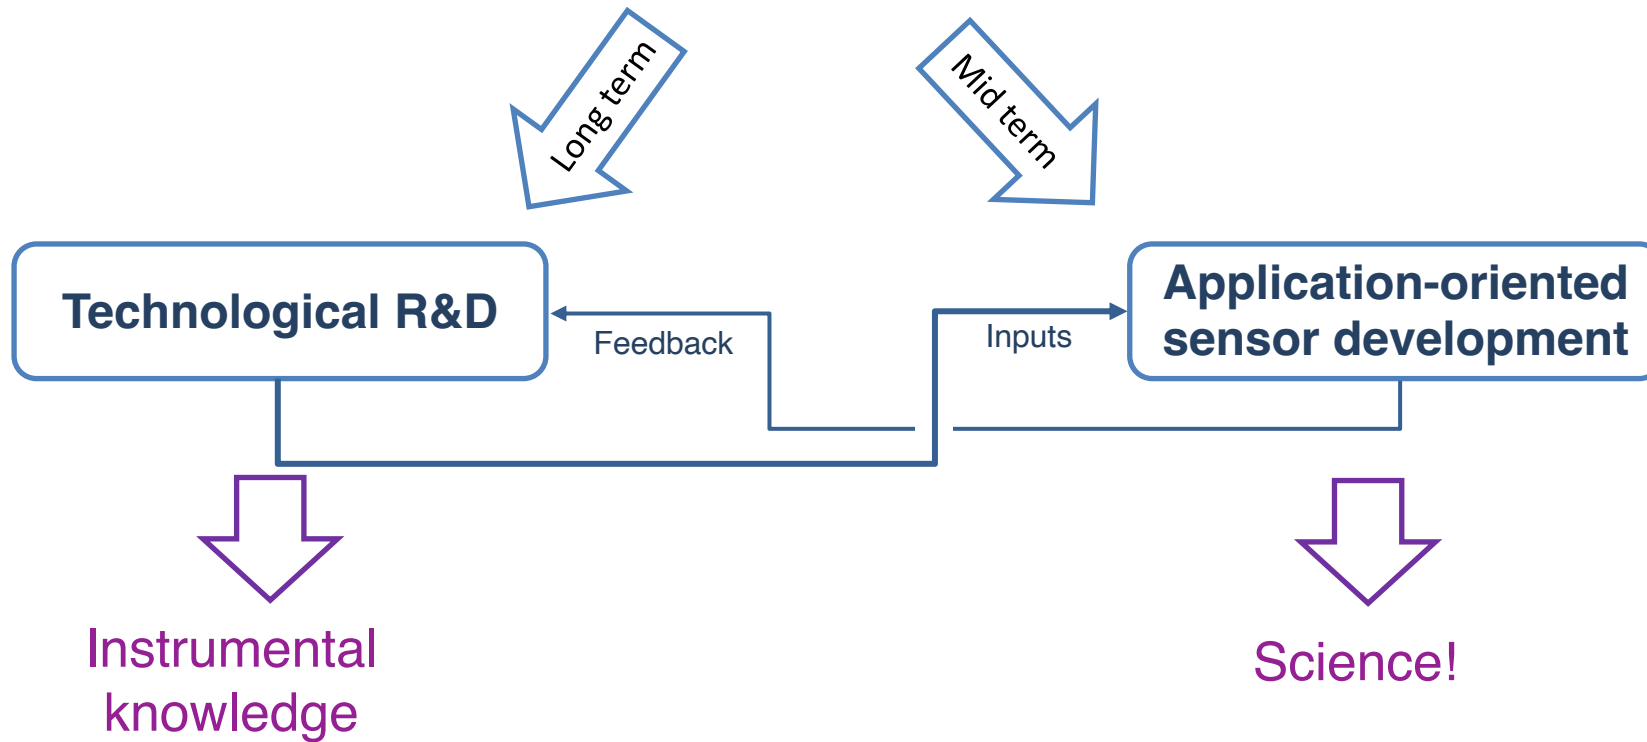 Long term
Mid term
Technological R&D
Application-oriented
sensor development
Feedback
Inputs
Instrumental
knowledge
Science!